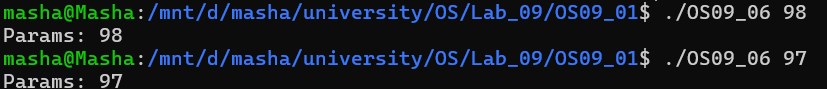 masha@Masha:/mnt/d/masha/university/OS/Lab_09/OS09_01$ ./OS09_06 98
Params: 98
masha@Masha:/mnt/d/masha/university/OS/Lab_09/OS09_01$ ./OS09_06 97
Params: 97